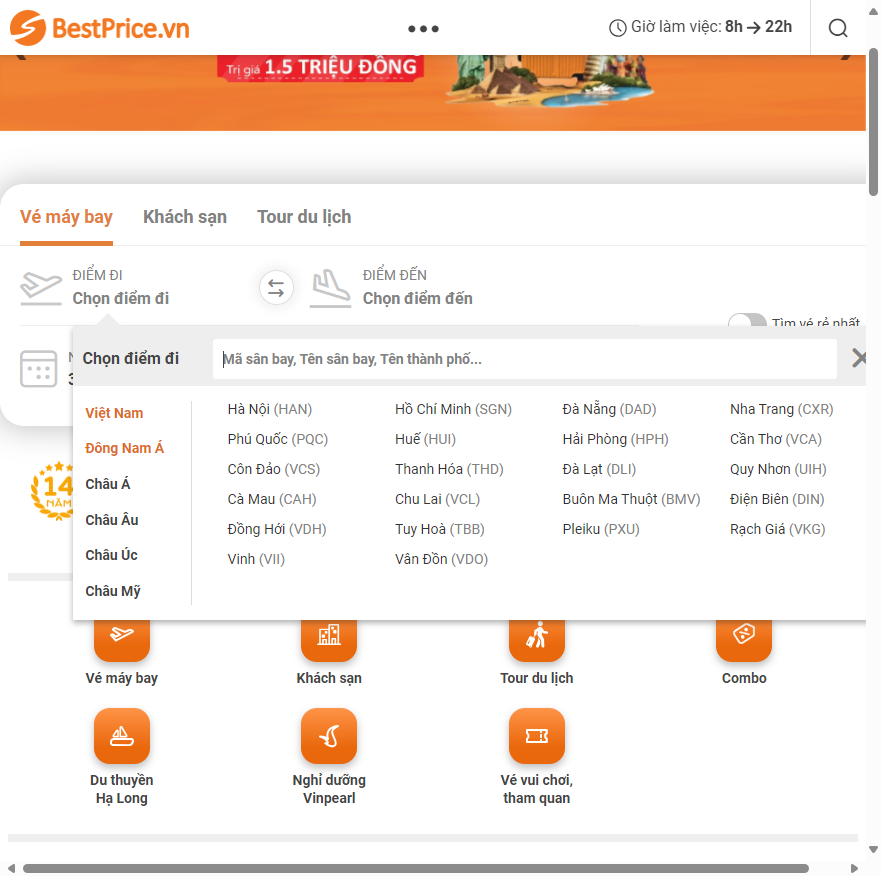 BestPrice.vn
Giờ làm việc: 8h → 22h
Trị giá 1.5 TRIỆU ĐỒNG
Vé máy bay
Khách sạn
Tour du lịch
ĐIỂM ĐI
Chọn điểm đi
ĐIỂM ĐẾN
Chọn điểm đến
Tìm vé rẻ nhất
Chọn điểm đi
Mã sân bay, Tên sân bay, Tên thành phố...
Việt Nam
Đông Nam Á
Châu Á
Châu Âu
Châu Úc
Châu Mỹ
Hà Nội (HAN)
Hồ Chí Minh (SGN)
Đà Nẵng (DAD)
Nha Trang (CXR)
Phú Quốc (PQC)
Huế (HUI)
Hải Phòng (HPH)
Cần Thơ (VCA)
Côn Đảo (VCS)
Thanh Hóa (THD)
Đà Lạt (DLI)
Quy Nhơn (UIH)
Cà Mau (CAH)
Chu Lai (VCL)
Buôn Ma Thuột (BMV)
Điện Biên (DIN)
Đồng Hới (VDH)
Tuy Hoà (TBB)
Pleiku (PXU)
Rạch Giá (VKG)
Vinh (VII)
Vân Đồn (VDO)
14
NĂM
Vé máy bay
Khách sạn
Tour du lịch
Combo
Du thuyền
Hạ Long
Nghỉ dưỡng
Vinpearl
Vé vui chơi,
tham quan